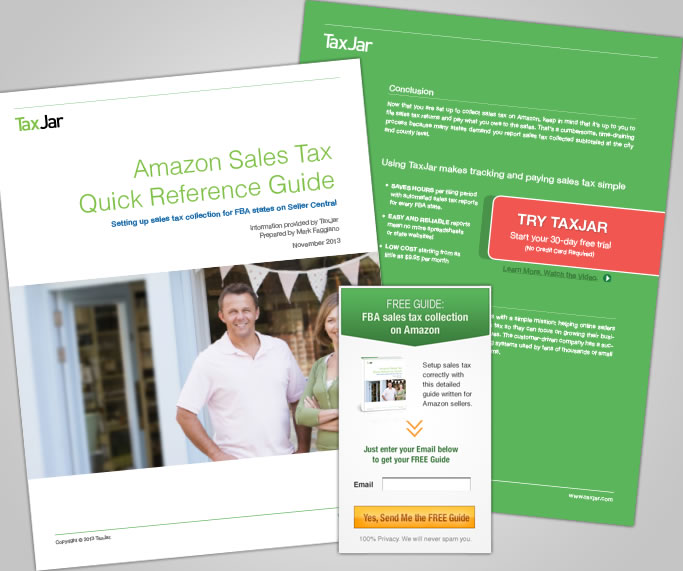 TaxJar
Amazon Sales Tax
Quick Reference Guide
Setting up sales tax collection for FBA states on Seller Central
Information provided by TaxJar
Prepared by Mark Faggiano
November 2013
Copyright © 2013 TaxJar
TaxJar
Conclusion
Now that you are set up to collect sales tax on Amazon, keep in mind that it's up to you to
file sales tax returns and pay what you owe to the states. That's a cumbersome, time-draining
process because many states demand you report sales tax collected subtotaled at the city
and county level.
Using TaxJar makes tracking and paying sales tax simple
• SAVES HOURS per filing period
with automated sales tax reports
for every FBA state.
• EASY AND RELIABLE reports
mean no more spreadsheets
or state websites!
• LOW COST starting from as
little as $9.95 per month
TRY TAXJAR
Start your 30-day free trial
(No Credit Card Required)
Learn More, Watch the Video
with a simple mission: helping online sellers
tax so they can focus on growing their busi-
The customer-driven company has a suc-
systems used by tens of thousands of small
www.taxjar.com
FREE GUIDE:
FBA sales tax collection
on Amazon
Setup sales tax
correctly with
this detailed
guide written for
Amazon sellers.
Just enter your Email below
to get your FREE Guide
Email
Yes, Send Me the FREE Guide
100% Privacy. We will never spam you.